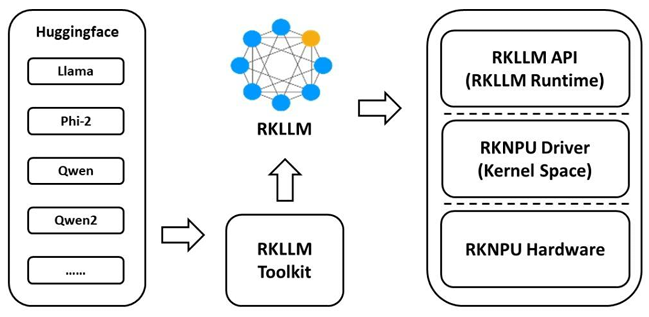 Huggingface
Llama
Phi-2
Qwen
Qwen2
......
RKLLM
RKLLM
Toolkit
RKLLM API
(RKLLM Runtime)
RKNPU Driver
(Kernel Space)
RKNPU Hardware